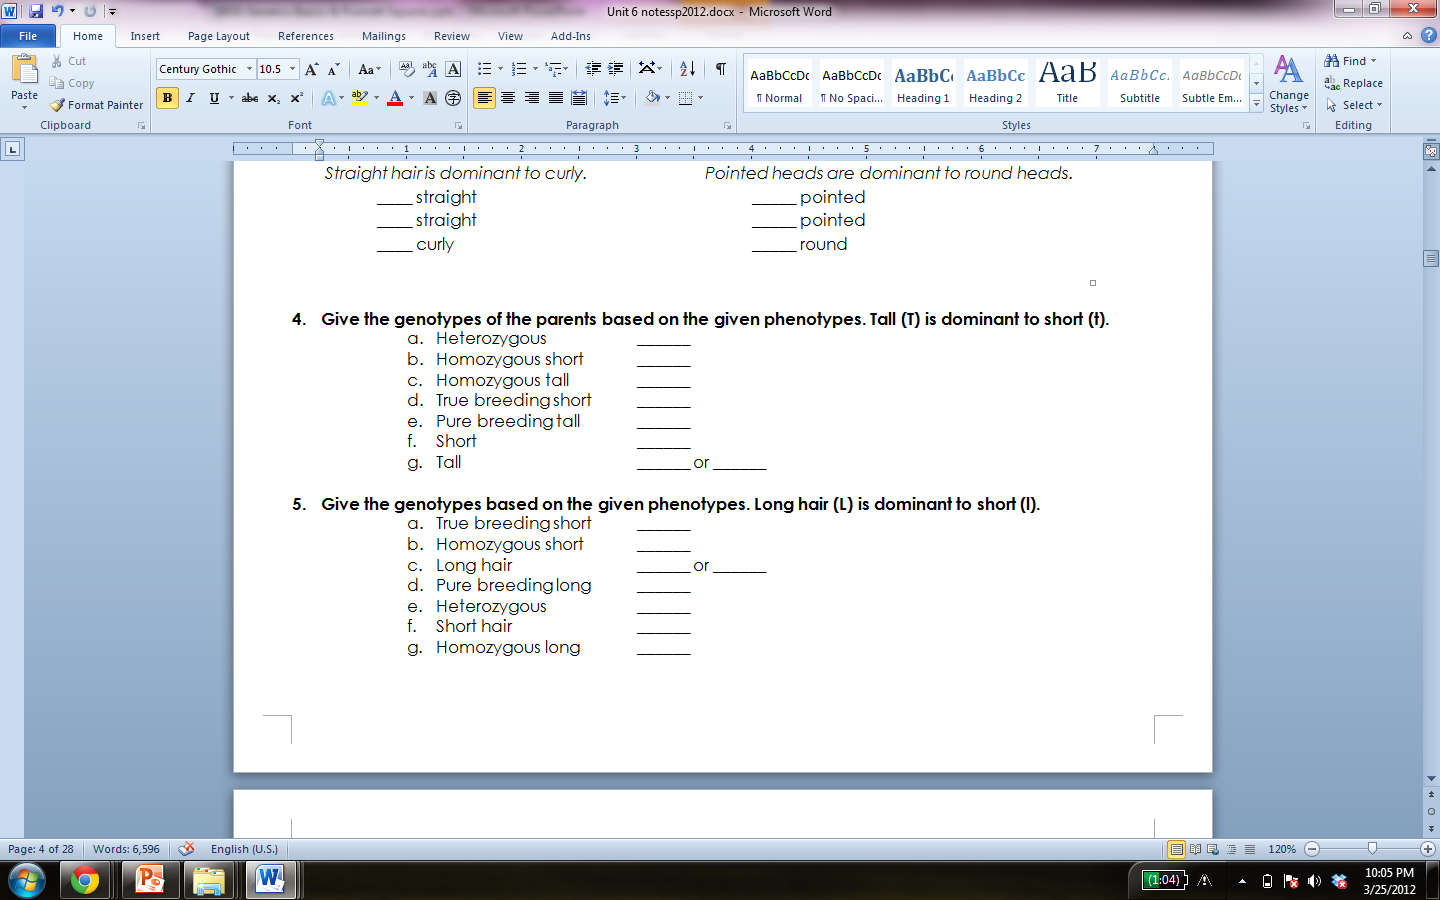 Unit 6 notessp2012.docx - Microsoft Word
File Home Insert Page Layout References Mailings Review View Add-Ins
Paste
Cut
Copy
Format Painter
Clipboard
Century Gothic 10.5
Font
Paragraph
AaBbCcDc AaBbCcDc AaBbC AaBbCc AaB AaBbCc. AaBbCcDc
¶ Normal ¶ No Spaci... Heading 1 Heading 2 Title Subtitle Subtle Em...
Change Styles
Styles
Find
Replace
Select
Editing
1 2 3 4 5 6 7
Straight hair is dominant to curly. Pointed heads are dominant to round heads.
____ straight _____ pointed
____ straight _____ pointed
____ curly _____ round
4. Give the genotypes of the parents based on the given phenotypes. Tall (T) is dominant to short (t).
a. Heterozygous ______
b. Homozygous short ______
c. Homozygous tall ______
d. True breeding short ______
e. Pure breeding tall ______
f. Short ______
g. Tall ______ or ______
5. Give the genotypes based on the given phenotypes. Long hair (L) is dominant to short (l).
a. True breeding short ______
b. Homozygous short ______
c. Long hair ______ or ______
d. Pure breeding long ______
e. Heterozygous ______
f. Short hair ______
g. Homozygous long ______
Page: 4 of 28 Words: 6,596 English (U.S.) 120%
(1:04) 10:05 PM
3/25/2012